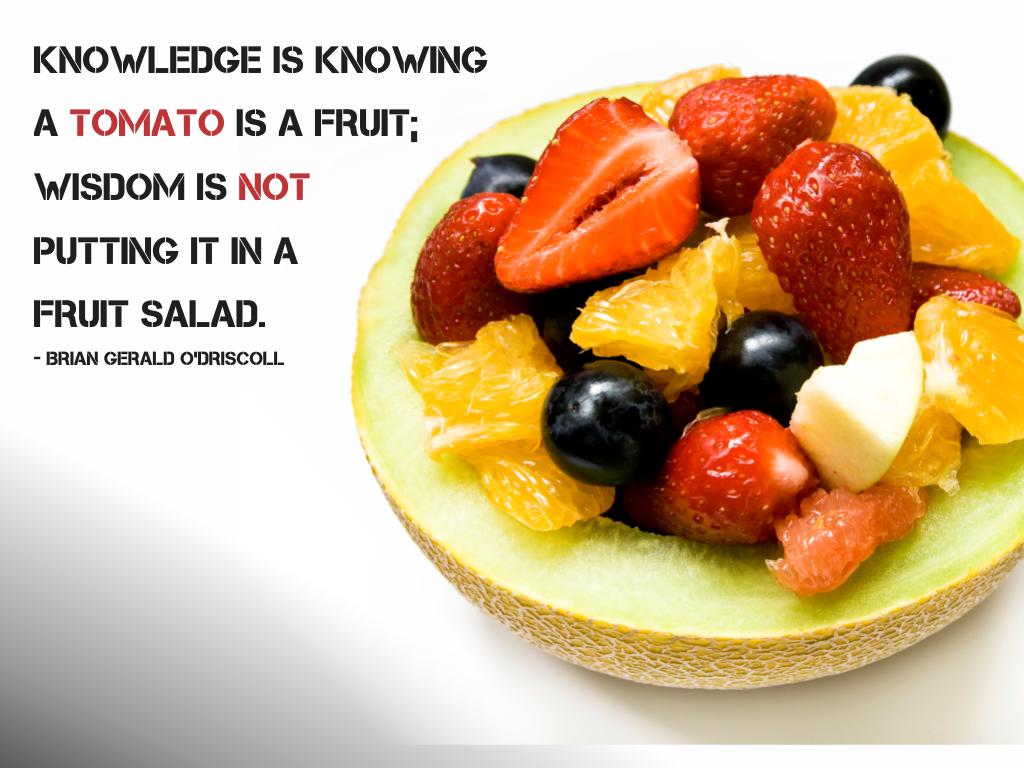 KNOWLEDGE IS KNOWING
A TOMATO IS A FRUIT;
WISDOM IS NOT
PUTTING IT IN A
FRUIT SALAD.
- BRIAN GERALD O'DRISCOLL